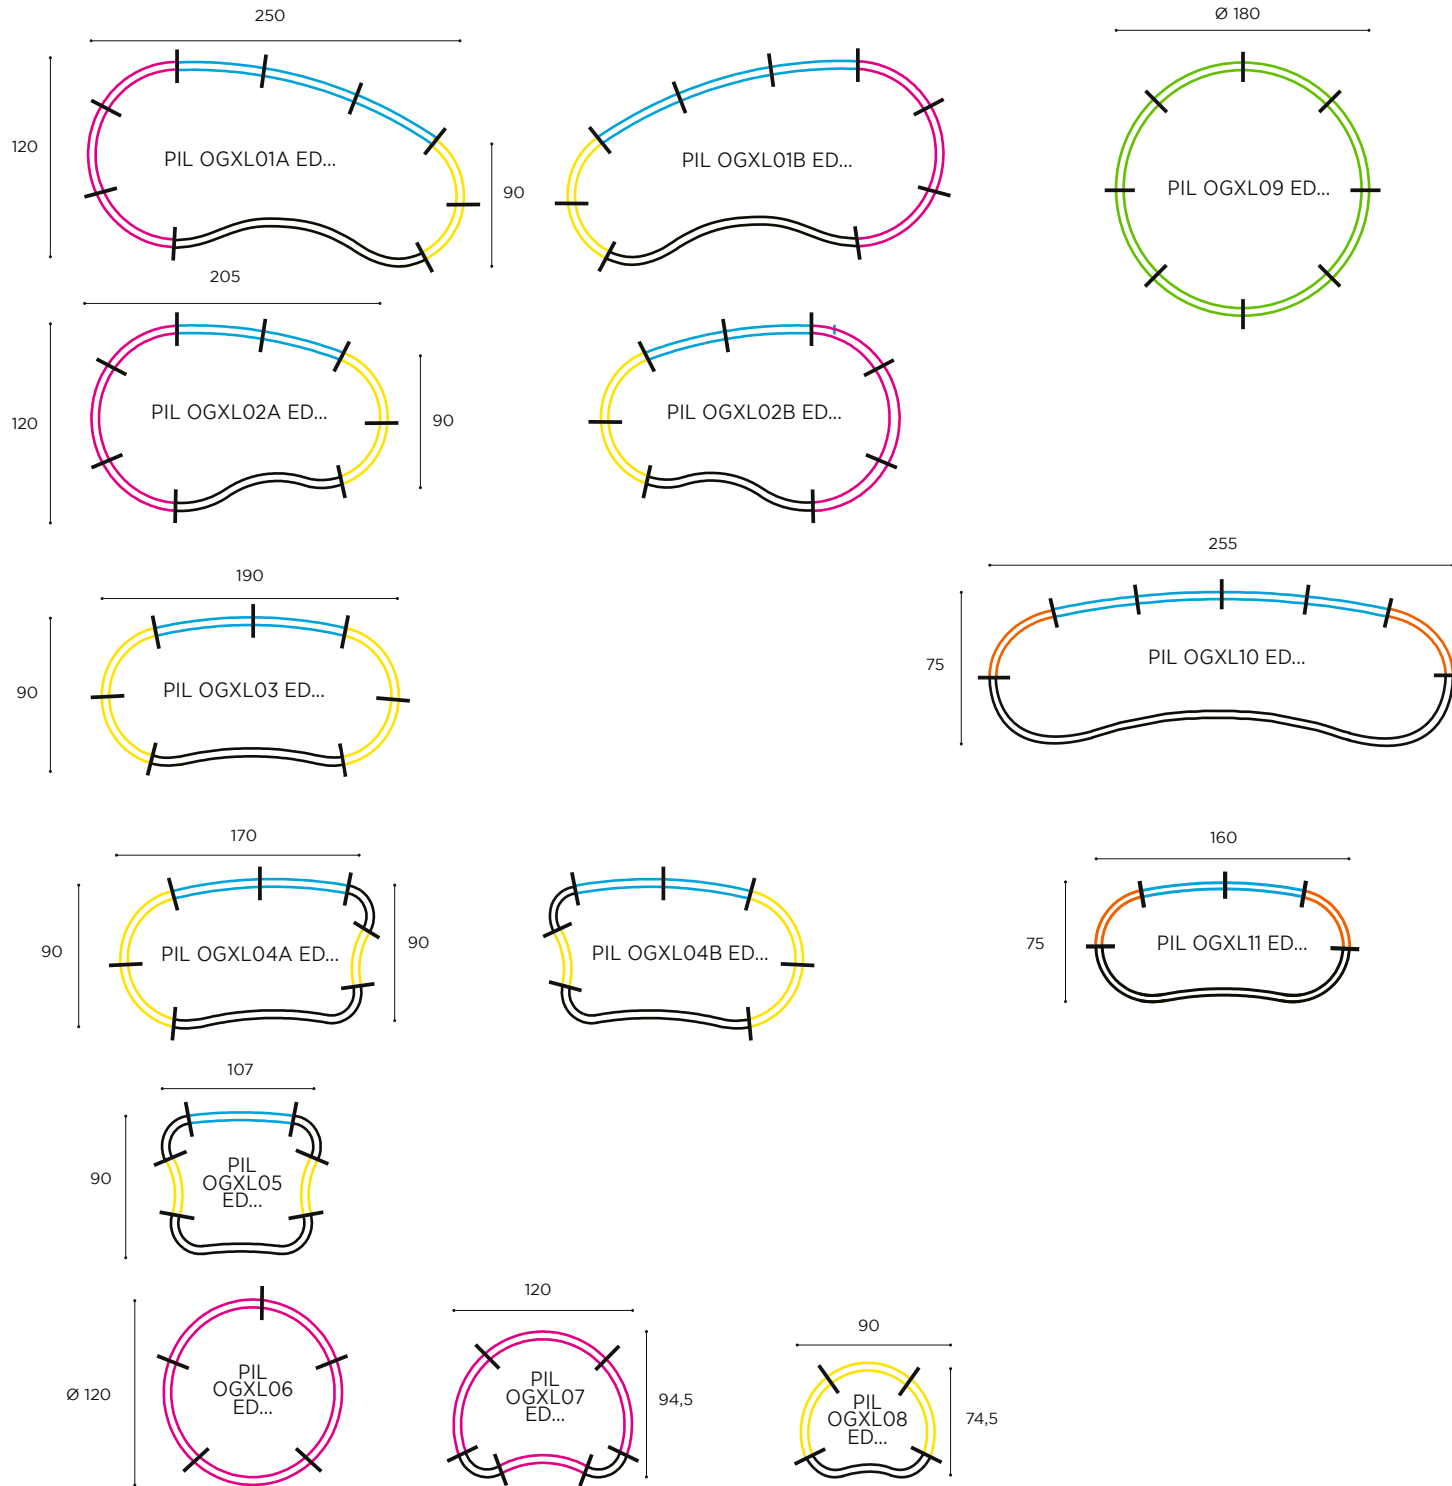 250
Ø 180
120
PIL OGXL01A ED...
90
PIL OGXL01B ED...
PIL OGXL09 ED...
205
120
PIL OGXL02A ED...
90
PIL OGXL02B ED...
190
255
90
PIL OGXL03 ED...
75
PIL OGXL10 ED...
170
160
90
PIL OGXL04A ED...
90
PIL OGXL04B ED...
75
PIL OGXL11 ED...
107
90
PIL
OGXL05
ED...
120
90
Ø 120
PIL
OGXL06
ED...
PIL
OGXL07
ED...
94,5
PIL
OGXL08
ED...
74,5